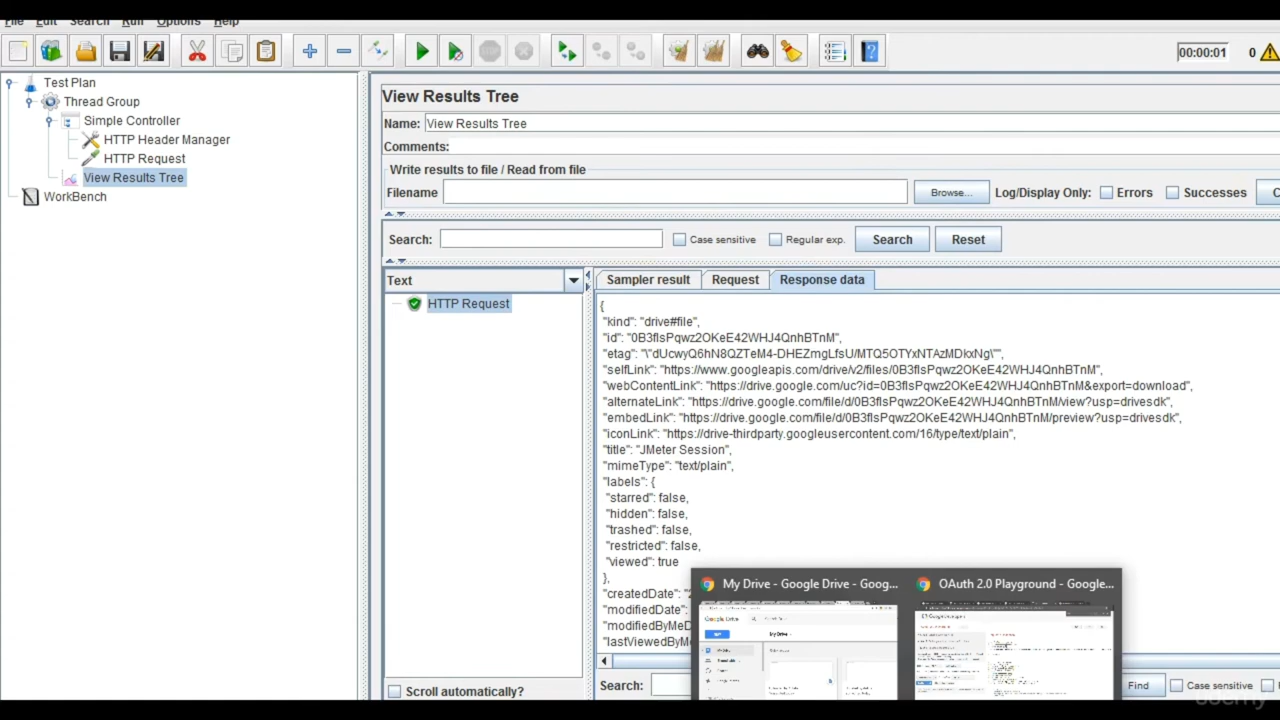 File Edit Search Run Options Help
00:00:01 0
Test Plan
Thread Group
Simple Controller
HTTP Header Manager
HTTP Request
View Results Tree
WorkBench
View Results Tree
Name: View Results Tree
Comments:
Write results to file / Read from file
Filename Browse... Log/Display Only: Errors Successes
Search: Case sensitive Regular exp. Search Reset
Text
HTTP Request
Sampler result Request Response data
{
"kind": "drive#file",
"id": "0B3flsPqwz2OKeE42WHJ4QnhBTnM",
"etag": "\"dUcwyQ6hN8QZTeM4-DHEZmgLfsU/MTQ5OTYxNTAzMDkxNg\"",
"selfLink": "https://www.googleapis.com/drive/v2/files/0B3flsPqwz2OKeE42WHJ4QnhBTnM",
"webContentLink": "https://drive.google.com/uc?id=0B3flsPqwz2OKeE42WHJ4QnhBTnM&export=download",
"alternateLink": "https://drive.google.com/file/d/0B3flsPqwz2OKeE42WHJ4QnhBTnM/view?usp=drivesdk",
"embedLink": "https://drive.google.com/file/d/0B3flsPqwz2OKeE42WHJ4QnhBTnM/preview?usp=drivesdk",
"iconLink": "https://drive-thirdparty.googleusercontent.com/16/type/text/plain",
"title": "JMeter Session",
"mimeType": "text/plain",
"labels": {
"starred": false,
"hidden": false,
"trashed": false,
"restricted": false,
"viewed": true
},
"createdDate":
"modifiedDate":
"modifiedByMeD
"lastViewedByMe
My Drive - Google Drive - Goog...
OAuth 2.0 Playground - Google...
Google Drive
My Drive
Scroll automatically?
Search: Find Case sensitive